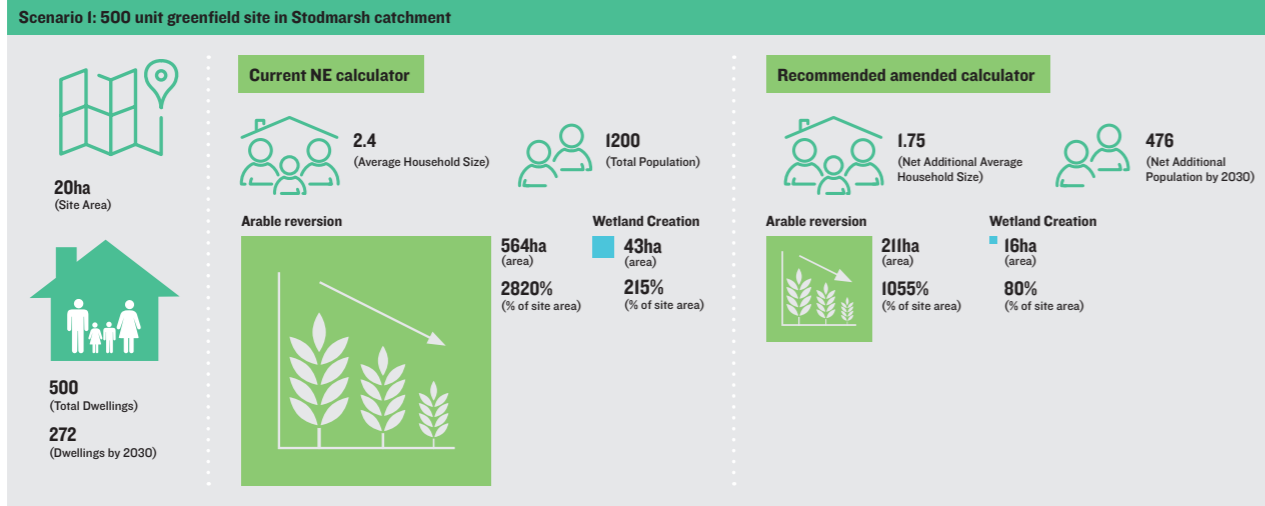 Scenario 1: 500 unit greenfield site in Stodmarsh catchment
20ha
(Site Area)
500
(Total Dwellings)
272
(Dwellings by 2030)
Current NE calculator
2.4
(Average Household Size)
1200
(Total Population)
Arable reversion
564ha
(area)
2820%
(% of site area)
Wetland Creation
43ha
(area)
215%
(% of site area)
Recommended amended calculator
1.75
(Net Additional Average
Household Size)
476
(Net Additional
Population by 2030)
Arable reversion
211ha
(area)
1055%
(% of site area)
Wetland Creation
16ha
(area)
80%
(% of site area)